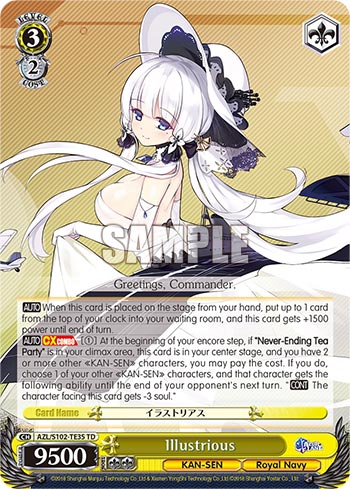 LEVEL
3
2
COST
SAMPLE
Greetings, Commander.
AUTO When this card is placed on the stage from your hand, put up to 1 card
from the top of your clock into your waiting room, and this card gets +1500
power until end of turn.
AUTO CXCOMBO [①] At the beginning of your encore step, if "Never-Ending Tea
Party" is in your climax area, this card is in your center stage, and you have 2
or more other «KAN-SEN» characters, you may pay the cost. If you do,
choose 1 of your other «KAN-SEN» characters, and that character gets the
following ability until the end of your opponent's next turn. "CONT The
character facing this card gets -3 soul."
Card Name
イラストリアス
CH
AZL/S102-TE35 TD
Illustrious
9500
KAN-SEN
Royal Navy
©2018 Shanghai Manjuu Technology Co.,Ltd & Xiamen YongShi Technology Co.,Ltd & ©2018 Shanghai Yostar Co.,Ltd.